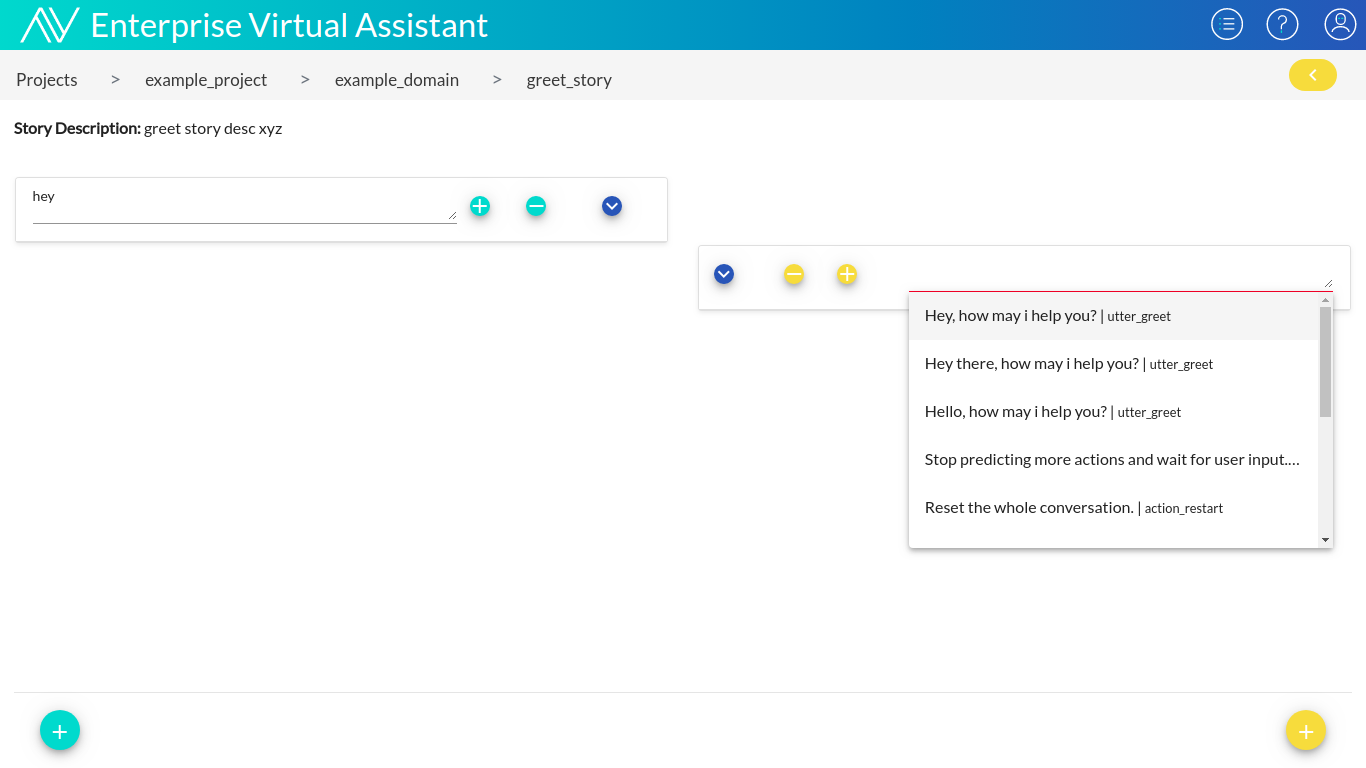 Enterprise Virtual Assistant
?
Projects > example_project > example_domain > greet_story
Story Description: greet story desc xyz
hey
Hey, how may i help you? | utter_greet
Hey there, how may i help you? | utter_greet
Hello, how may i help you? | utter_greet
Stop predicting more actions and wait for user input....
Reset the whole conversation. | action_restart